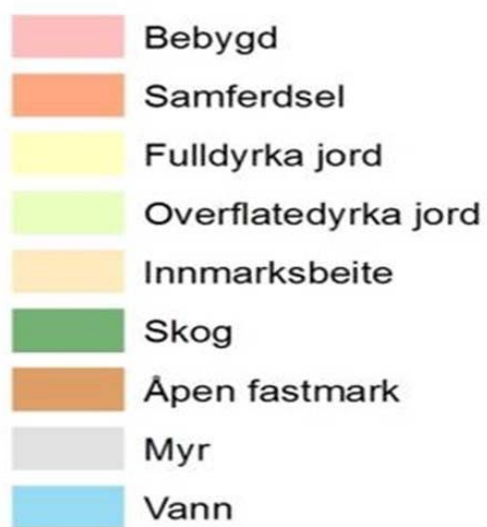 Bebygd
Samferdsel
Fulldyrka jord
Overflatedyrka jord
Innmarksbeite
Skog
Åpen fastmark
Myr
Vann